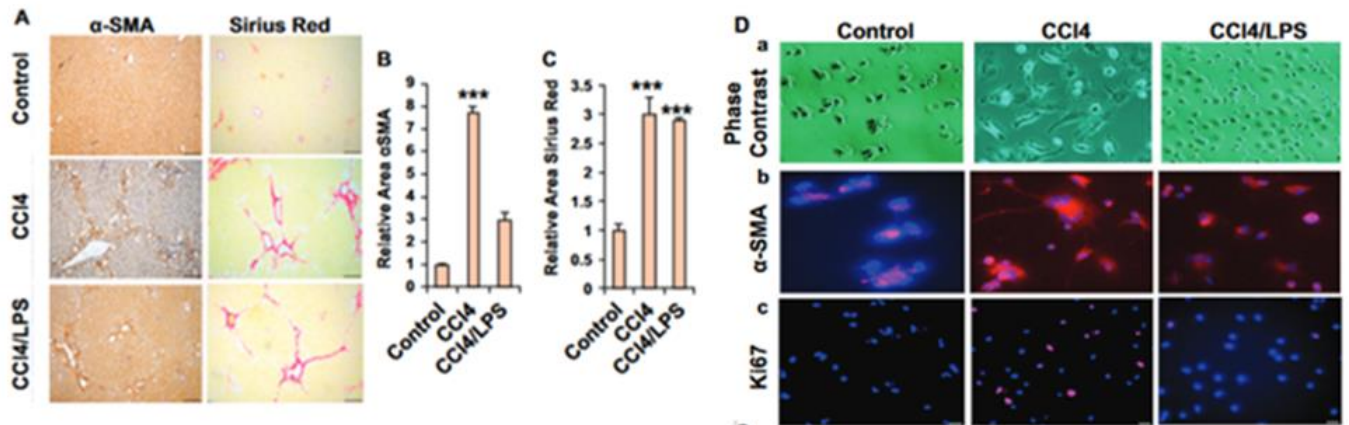 A
α-SMA
Sirius Red
Control
CCl4
CCl4/LPS
B
Relative Area αSMA
9
8
7
6
5
4
3
2
1
0
***
Control
CCl4
CCl4/LPS
C
Relative Area Sirius Red
3.5
3
2.5
2
1.5
1
0.5
0
***
***
Control
CCl4
CCl4/LPS
D
Control
CCl4
CCl4/LPS
a
Phase
Contrast
b
α-SMA
c
Ki67